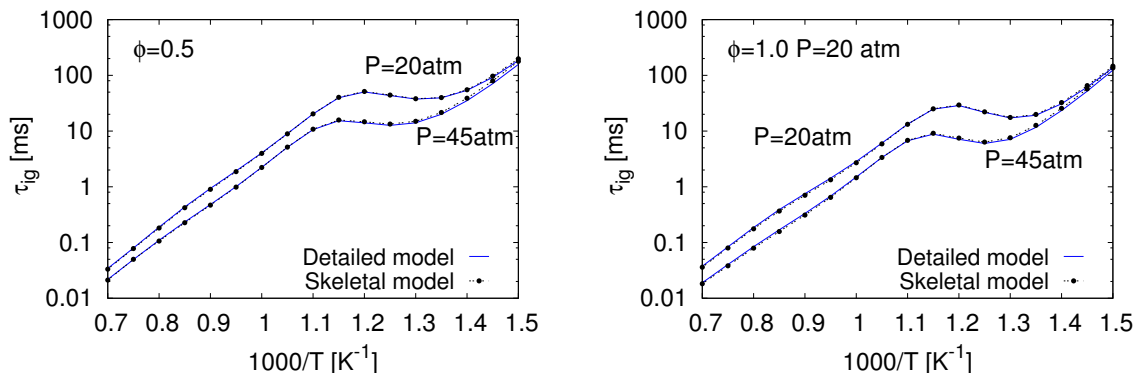 1000
100
10
1
0.1
0.01
τig [ms]
ϕ=0.5
P=20atm
P=45atm
Detailed model
Skeletal model
0.7 0.8 0.9 1 1.1 1.2 1.3 1.4 1.5
1000/T [K-1]
1000
100
10
1
0.1
0.01
τig [ms]
ϕ=1.0 P=20 atm
P=20atm
P=45atm
Detailed model
Skeletal model
0.7 0.8 0.9 1 1.1 1.2 1.3 1.4 1.5
1000/T [K-1]